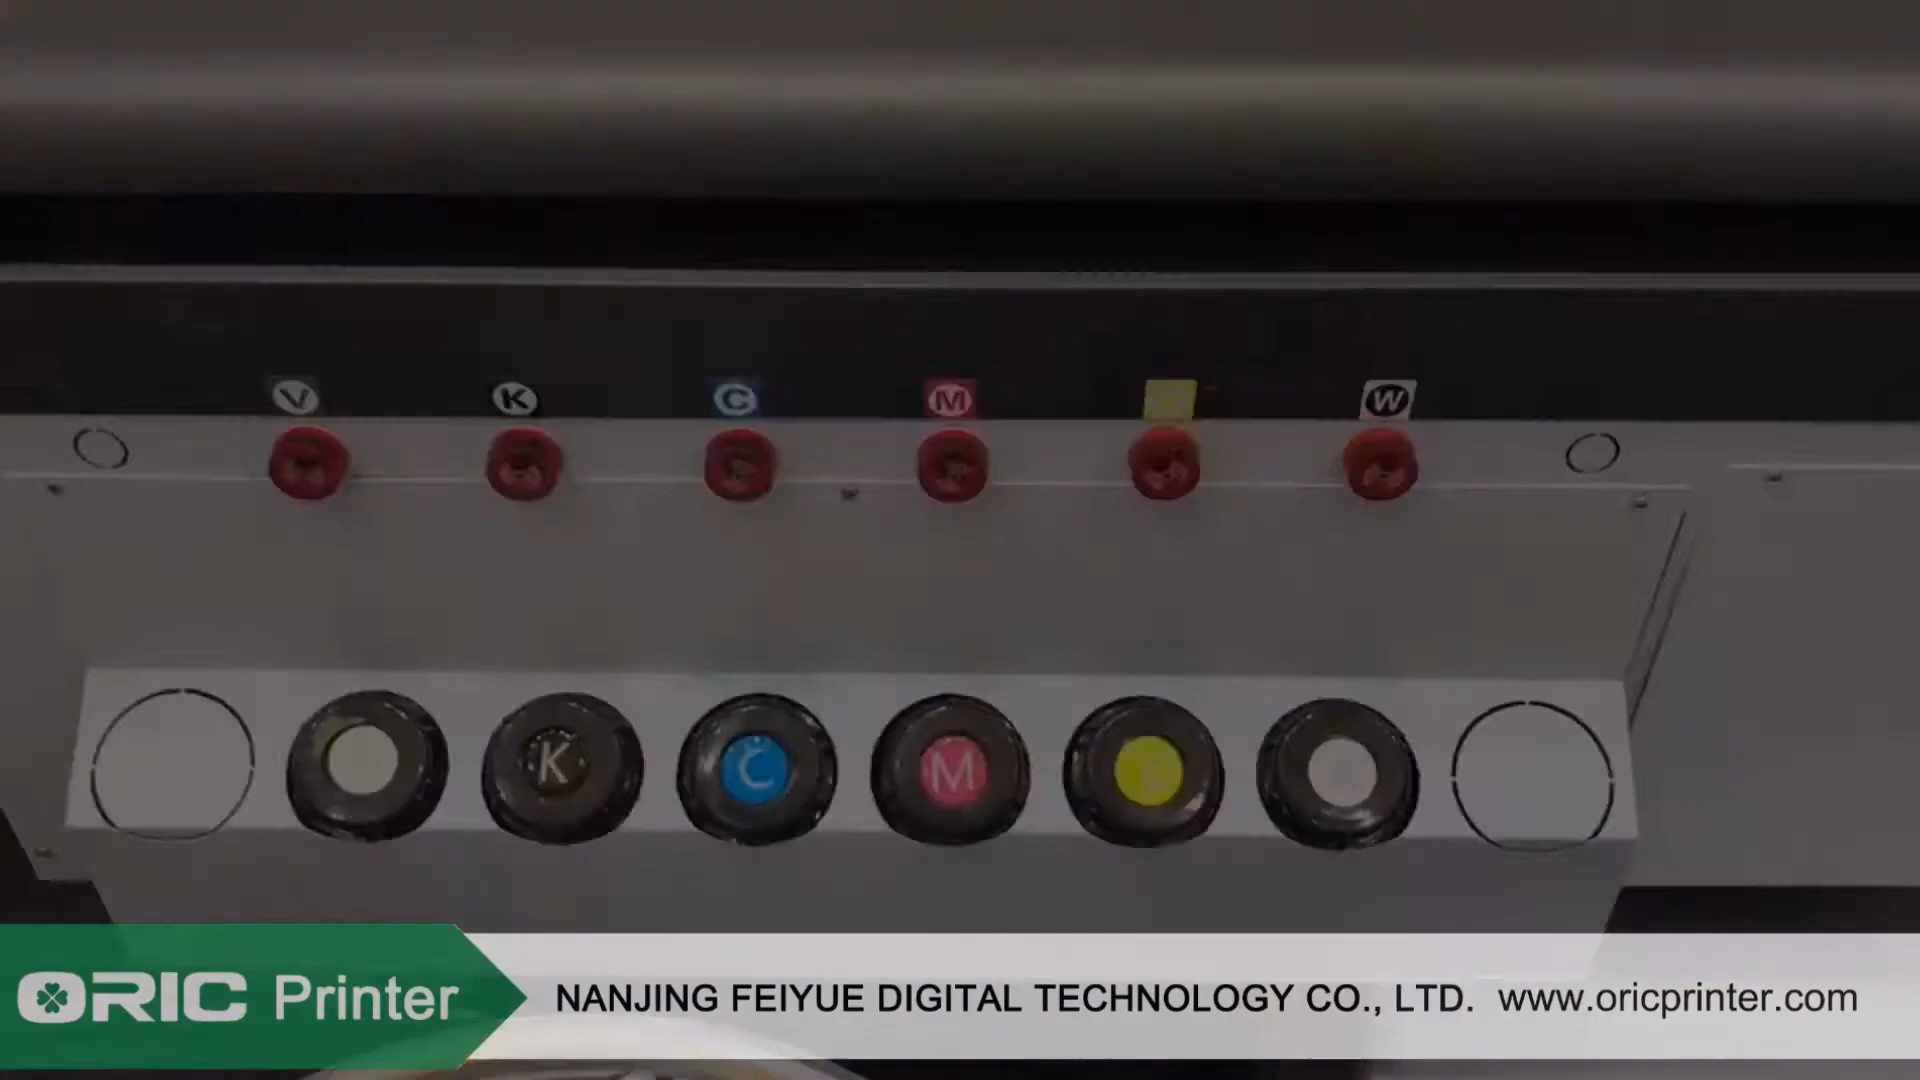 V K C M W
K C M
ORIC Printer NANJING FEIYUE DIGITAL TECHNOLOGY CO., LTD. www.oricprinter.com